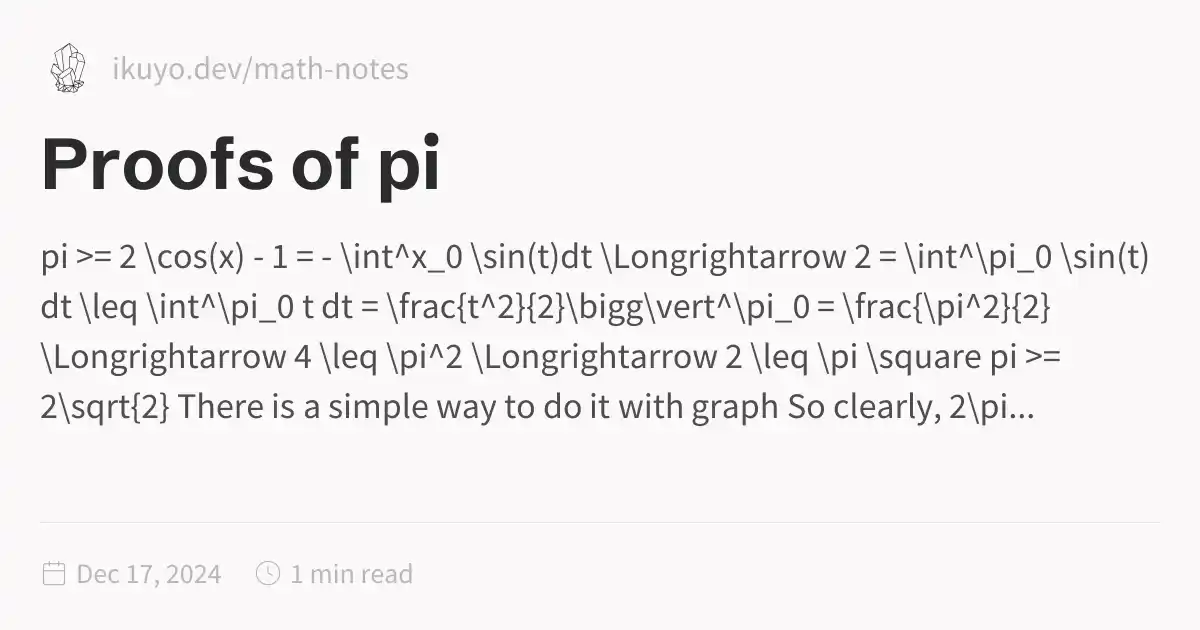 ikuyo.dev/math-notes
Proofs of pi
pi >= 2 \cos(x) - 1 = - \int^x_0 \sin(t)dt \Longrightarrow 2 = \int^\pi_0 \sin(t)
dt \leq \int^\pi_0 t dt = \frac{t^2}{2}\bigg\vert^\pi_0 = \frac{\pi^2}{2}
\Longrightarrow 4 \leq \pi^2 \Longrightarrow 2 \leq \pi \square pi >=
2\sqrt{2} There is a simple way to do it with graph So clearly, 2\pi...
Dec 17, 2024 1 min read